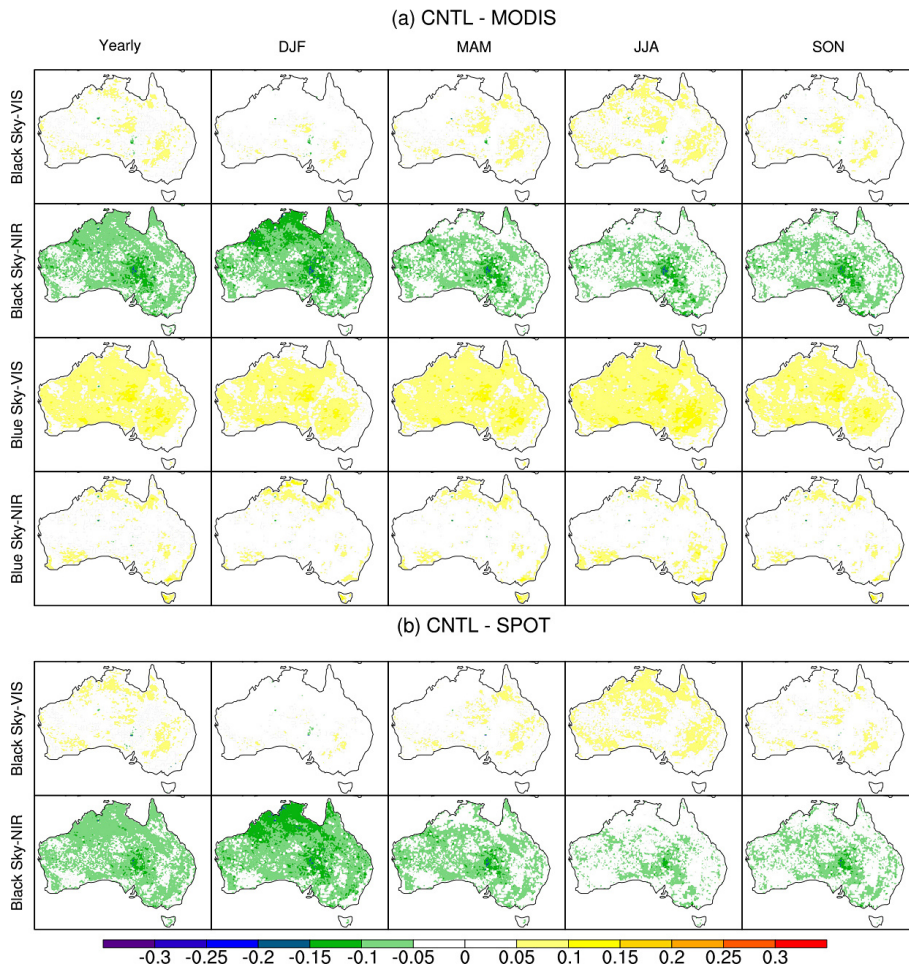 (a) CNTL - MODIS
Yearly DJF MAM JJA SON
Black Sky-VIS
Black Sky-NIR
Blue Sky-VIS
Blue Sky-NIR
(b) CNTL - SPOT
Black Sky-VIS
Black Sky-NIR
-0.3 -0.25 -0.2 -0.15 -0.1 -0.05 0 0.05 0.1 0.15 0.2 0.25 0.3